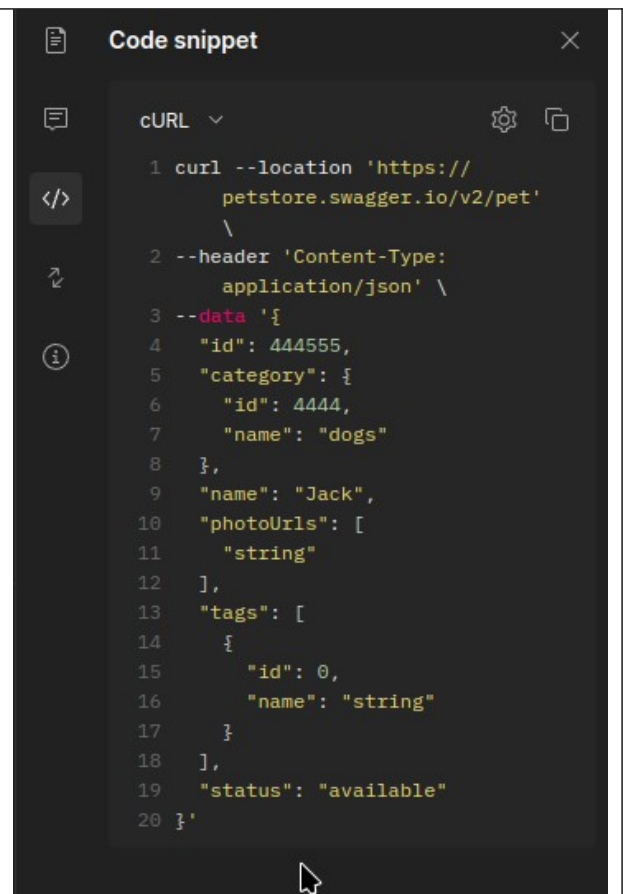 Code snippet
cURL
1 curl --location 'https://
petstore.swagger.io/v2/pet'
\
2 --header 'Content-Type:
application/json' \
3 --data '{
4 "id": 444555,
5 "category": {
6 "id": 4444,
7 "name": "dogs"
8 },
9 "name": "Jack",
10 "photoUrls": [
11 "string"
12 ],
13 "tags": [
14 {
15 "id": 0,
16 "name": "string"
17 }
18 ],
19 "status": "available"
20 }'